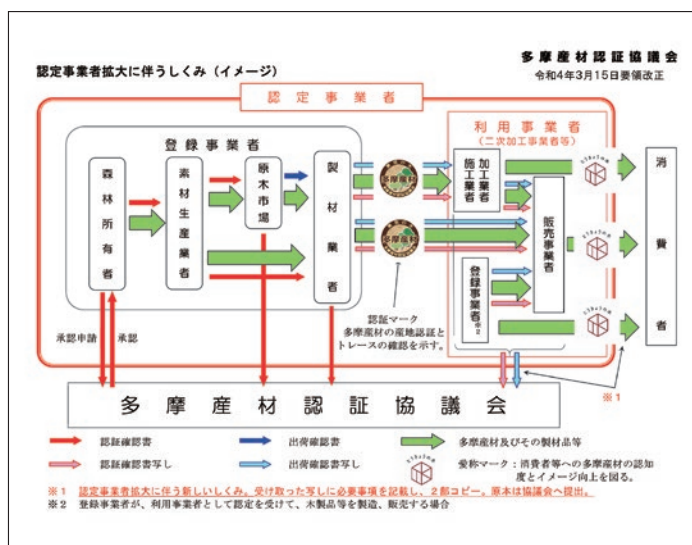 多摩産材認証協議会
令和4年3月15日要領改正
認定事業者拡大に伴うしくみ（イメージ）
認定事業者
利用事業者
（二次加工事業者等）
登録事業者
森林所有者
素材生産業者
原木市場
製材業者
多摩産材
多摩産材
加工業者
施工業者
販売事業者
登録事業者※2
消費者
認証マーク
多摩産材の産地認証と
トレースの確認を示す。
承認申請
承認
※1
多摩産材認証協議会
認証確認書
出荷確認書
多摩産材及びその製材品等
認証確認書写し
出荷確認書写し
愛称マーク：消費者等への多摩産材の認知
度とイメージ向上を図る。
※1 認定事業者拡大に伴う新しいしくみ。受け取った写しに必要事項を記載し、2部コピー。原本は協議会へ提出。
※2 登録事業者が、利用事業者として認定を受けて、木製品等を製造、販売する場合